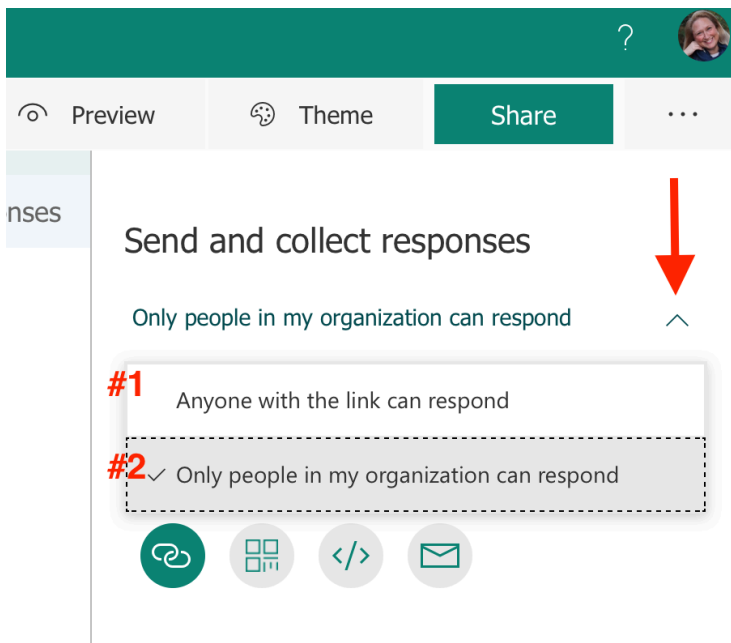 ?
Preview Theme Share ...
nses
Send and collect responses
Only people in my organization can respond
#1 Anyone with the link can respond
#2 Only people in my organization can respond
</>